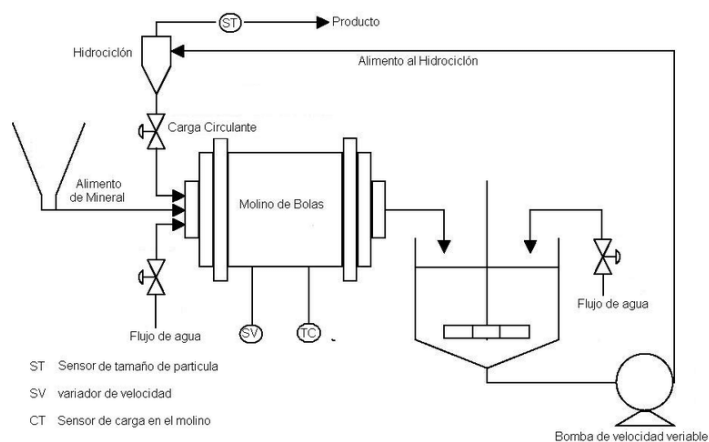 ST
Producto
Hidrociclón
Alimento al Hidrociclón
Carga Circulante
Alimento
de Mineral
Molino de Bolas
Flujo de agua
SV
TC
Flujo de agua
ST Sensor de tamaño de particula
SV variador de velocidad
CT Sensor de carga en el molino
Bomba de velocidad veriable